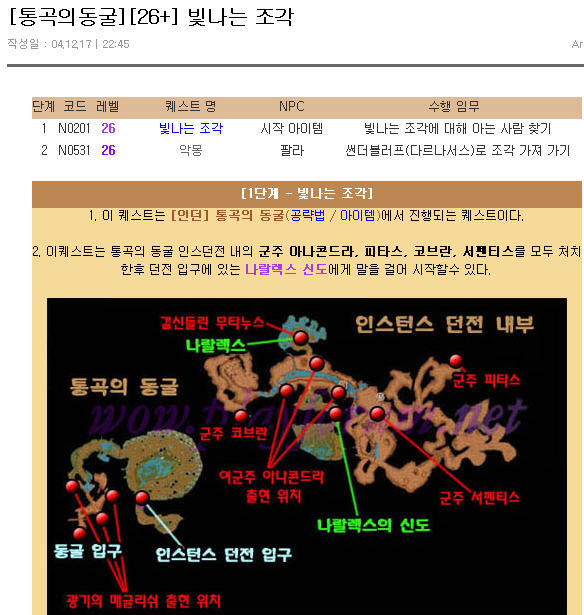 [통곡의동굴][26+] 빛나는 조각
작성일 : 04,12,17 | 22:45
Ar
단계 코드 레벨 퀘스트 명 NPC 수행 임무
1 N0201 26 빛나는 조각 시작 아이템 빛나는 조각에 대해 아는 사람 찾기
2 N0531 26 악몽 팔라 썬더블러프(다르나서스)로 조각 가져 가기
[1단계 - 빛나는 조각]
1. 이 퀘스트는 [인던] 통곡의 동굴(공략법 / 아이템)에서 진행되는 퀘스트이다.
2. 이퀘스트는 통곡의 동굴 인스던전 내의 군주 아나콘드라, 피타스, 코브란, 서펜티스를 모두 처치
한후 던전 입구에 있는 나랄렉스 신도에게 말을 걸어 시작할수 있다.
걸신들린 무타누스
인스턴스 던전 내부
나랄렉스
군주 피타스
통곡의 동굴
군주 코브란
여군주 아나콘드라
출현 위치
군주 서펜티스
나랄렉스의 신도
동굴 입구
인스턴스 던전 입구
광기의 매글리쉬 출현 위치